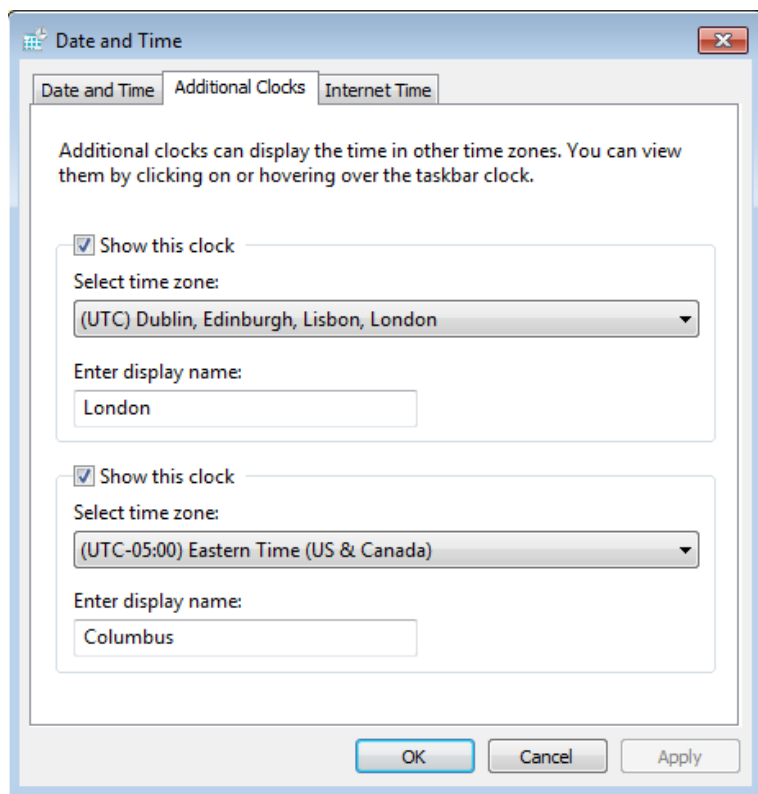 Date and Time
Date and Time
Additional Clocks
Internet Time
Additional clocks can display the time in other time zones. You can view
them by clicking on or hovering over the taskbar clock.
Show this clock
Select time zone:
(UTC) Dublin, Edinburgh, Lisbon, London
Enter display name:
London
Show this clock
Select time zone:
(UTC-05:00) Eastern Time (US & Canada)
Enter display name:
Columbus
OK
Cancel
Apply